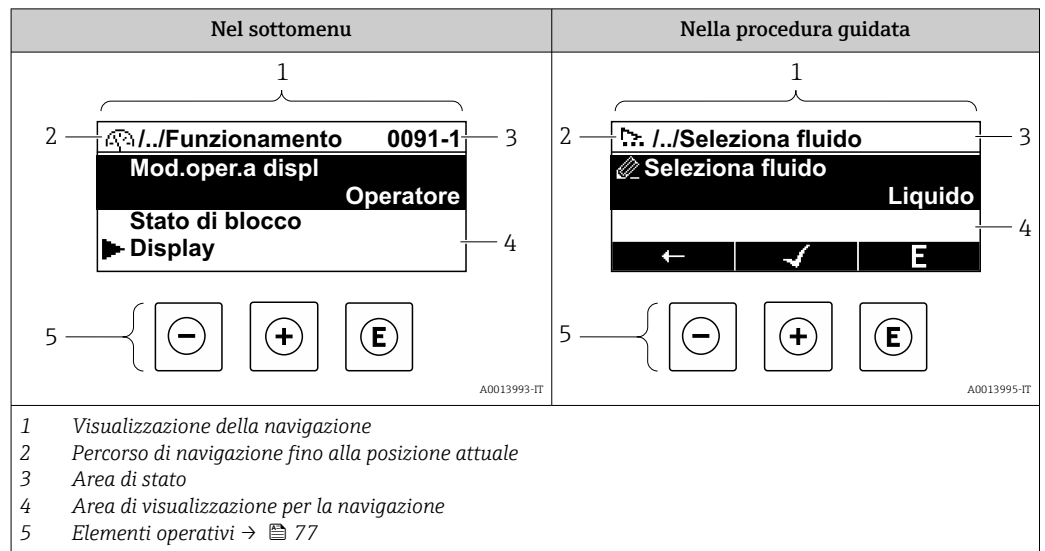 Nel sottomenu
1
2
/../Funzionamento 0091-1
3
Mod.oper.a displ
Operatore
Stato di blocco
Display
4
5
- + E
A0013993-IT
Nella procedura guidata
1
2
/../Seleziona fluido
3
Seleziona fluido
Liquido
4
← ✓ E
5
- + E
A0013995-IT
1 Visualizzazione della navigazione
2 Percorso di navigazione fino alla posizione attuale
3 Area di stato
4 Area di visualizzazione per la navigazione
5 Elementi operativi → 77